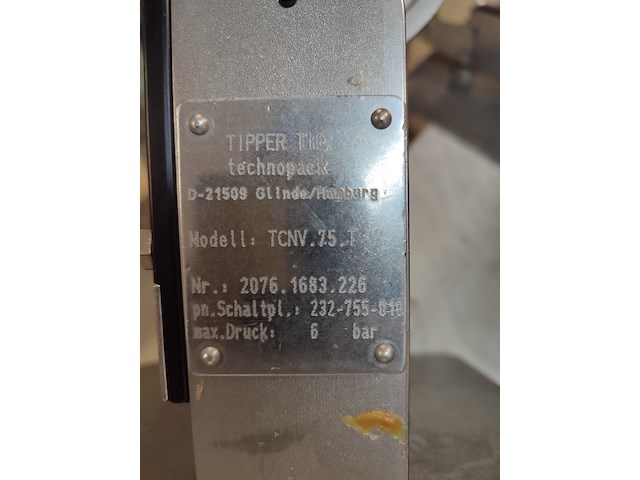 TIPPER TIE
technopack
D-21509 Glinde/Hamburg
Modell: TCNV.75.T
Nr.: 2076.1683.226
pn.Schaltpl.: 232-755-010
max.Druck: 6 bar